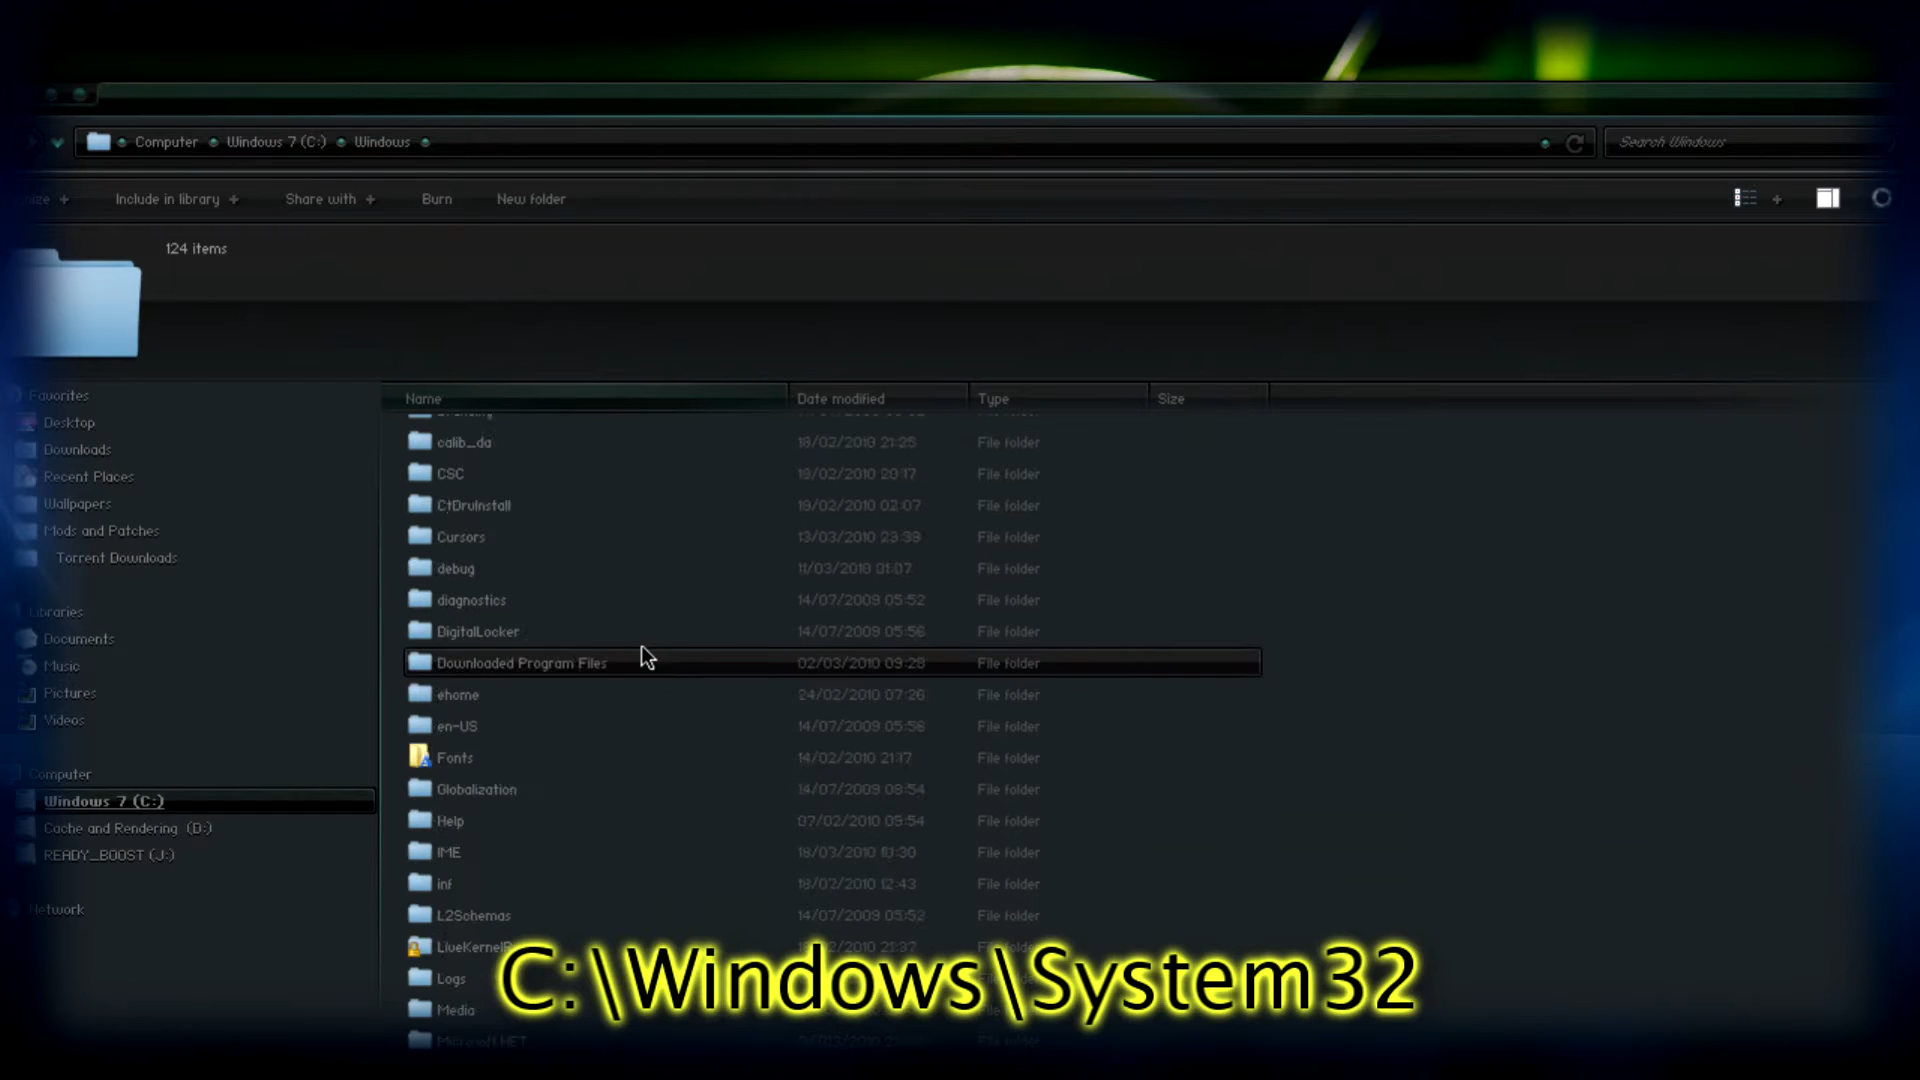 Computer Windows 7 (C:) Windows
Search Windows
Include in library + Share with + Burn New folder
124 items
Favorites
Desktop
Downloads
Recent Places
Wallpapers
Mods and Patches
Torrent Downloads
Libraries
Documents
Music
Pictures
Videos
Computer
Windows 7 (C:)
Cache and Rendering (D:)
READY_BOOST (J:)
Network
Name Date modified Type Size
calib_da 18/02/2010 21:25 File folder
CSC 19/02/2010 20:17 File folder
CtDrvInstall 19/02/2010 02:07 File folder
Cursors 13/03/2010 23:39 File folder
debug 11/03/2010 01:07 File folder
diagnostics 14/07/2009 05:52 File folder
DigitalLocker 14/07/2009 05:56 File folder
Downloaded Program Files 02/03/2010 09:28 File folder
ehome 24/02/2010 07:26 File folder
en-US 14/07/2009 05:56 File folder
Fonts 14/02/2010 21:17 File folder
Globalization 14/07/2009 09:54 File folder
Help 07/02/2010 09:54 File folder
IME 18/03/2010 10:30 File folder
inf 18/02/2010 12:43 File folder
L2Schemas 14/07/2009 05:52 File folder
Logs
Media
Microsoft.NET
C:\Windows\System32